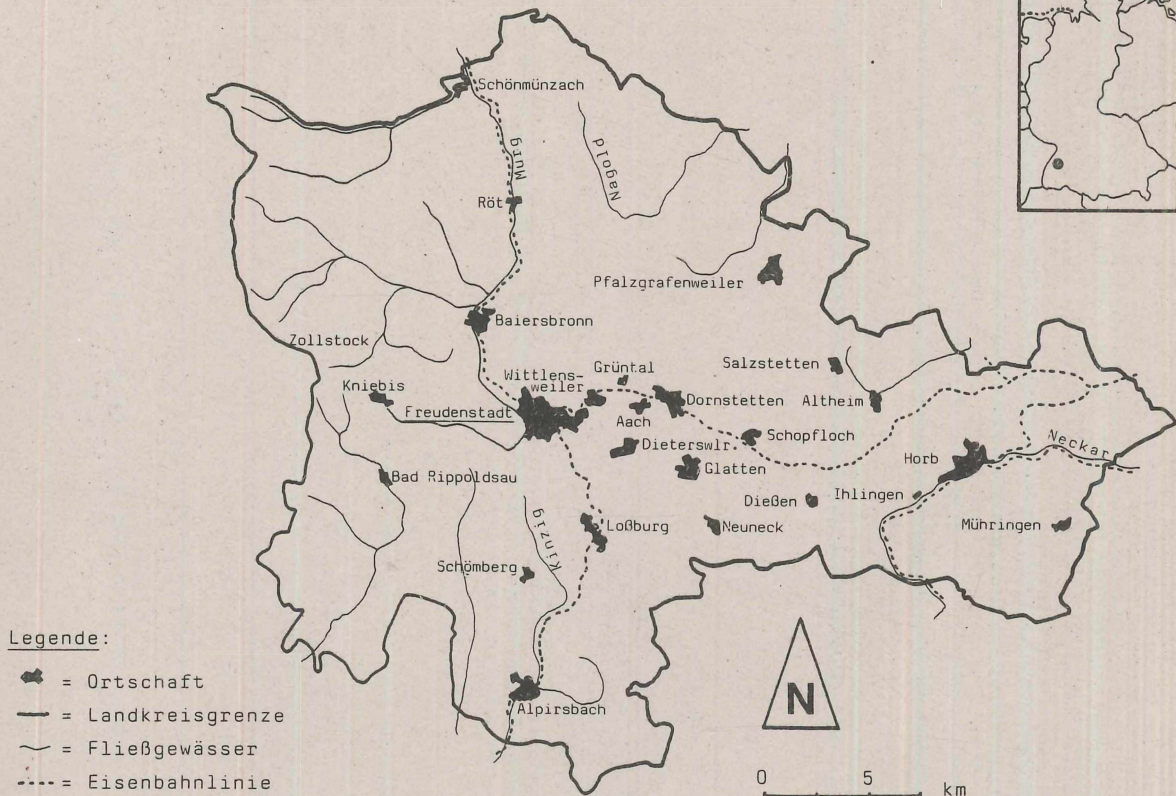 Schönmünzach
Murg
Nagold
Röt
Pfalzgrafenweiler
Baiersbronn
Zollstock
Salzstetten
Grüntal
Wittlens-
weiler
Kniebis
Freudenstadt
Dornstetten
Altheim
Aach
Schopfloch
Dieterswlr.
Neckar
Horb
Glatten
Bad Rippoldsau
Dießen
Ihlingen
Kinzig
Loßburg
Neuneck
Mühringen
Schömberg
Alpirsbach
N
Legende:
= Ortschaft
= Landkreisgrenze
= Fließgewässer
= Eisenbahnlinie
0 5 km